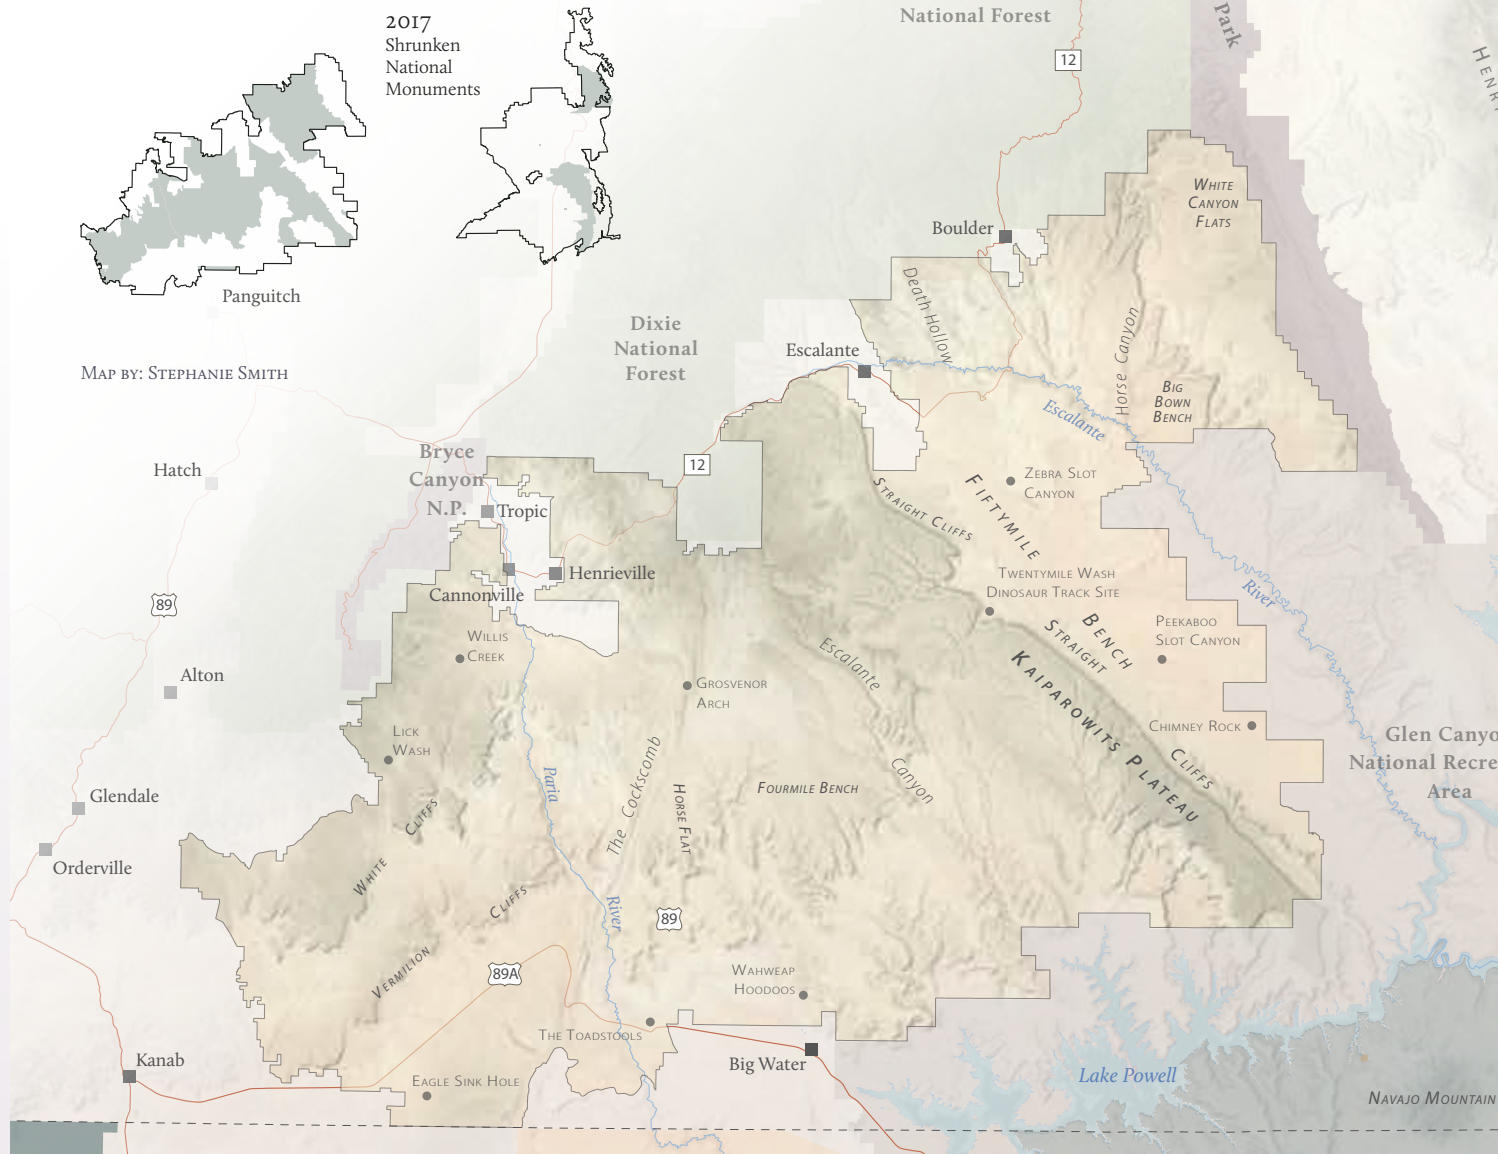 2017
Shrunken
National
Monuments
National Forest
Park
Henr
12
White
Canyon
Flats
Boulder
Death Hollow
Panguitch
Dixie
National
Forest
Escalante
Horse Canyon
Map by: Stephanie Smith
Big
Bown
Bench
Escalante
Bryce
Canyon
N.P.
12
Hatch
Zebra Slot
Canyon
Straight Cliffs
Fiftymile
Tropic
Henrieville
Cannonville
Twentymile Wash
Dinosaur Track Site
River
89
Bench
Straight
Peekaboo
Slot Canyon
Willis
Creek
Escalante
Kaiparowits Plateau
Alton
Grosvenor
Arch
Lick
Wash
Chimney Rock
Glen Canyo
National Recre
Area
Cliffs
Paria
The Cockscomb
Horse Flat
Fourmile Bench
Canyon
Glendale
Cliffs
White
Orderville
Cliffs
River
89
Vermilion
89A
Wahweap
Hoodoos
The Toadstools
Kanab
Big Water
Eagle Sink Hole
Lake Powell
Navajo Mountain